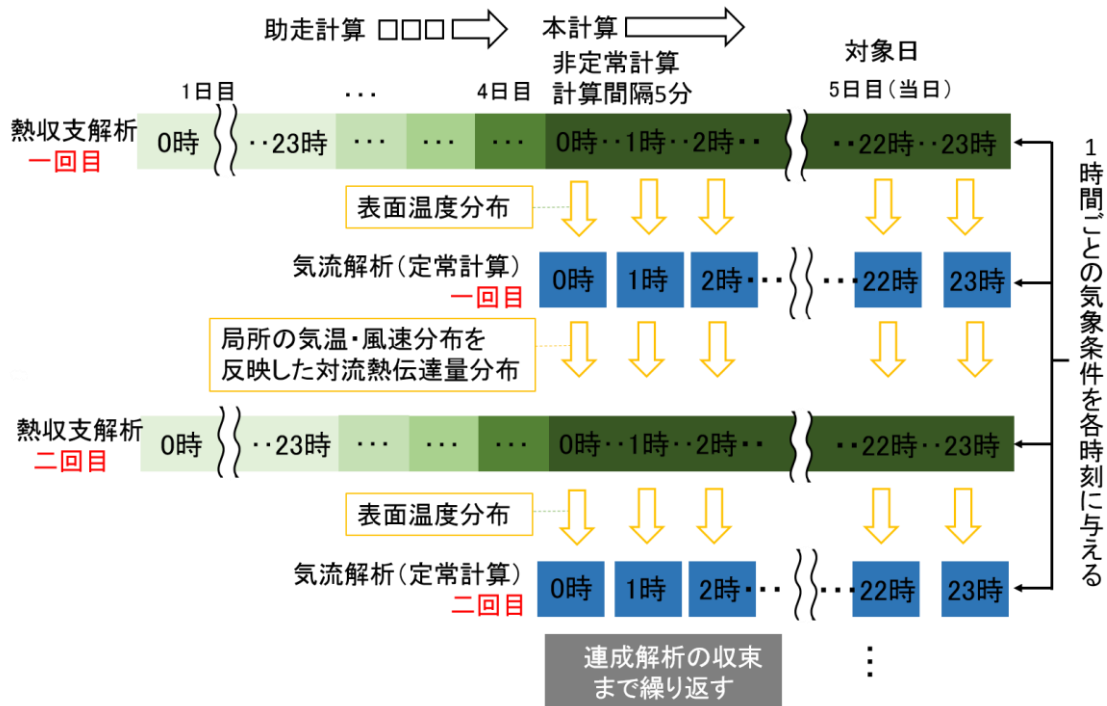 助走計算
本計算
非定常計算
計算間隔5分
対象日
1日目
...
4日目
5日目(当日)
熱収支解析
一回目
0時
‥23時
...
...
...
0時‥1時‥2時‥
‥22時‥23時
表面温度分布
気流解析(定常計算)
一回目
0時
1時
2時
...
...
22時
23時
局所の気温・風速分布を
反映した対流熱伝達量分布
熱収支解析
二回目
0時
‥23時
...
...
...
0時‥1時‥2時‥
‥22時‥23時
表面温度分布
気流解析(定常計算)
二回目
0時
1時
2時
...
...
22時
23時
連成解析の収束
まで繰り返す
⋮
1時間ごとの気象条件を各時刻に与える